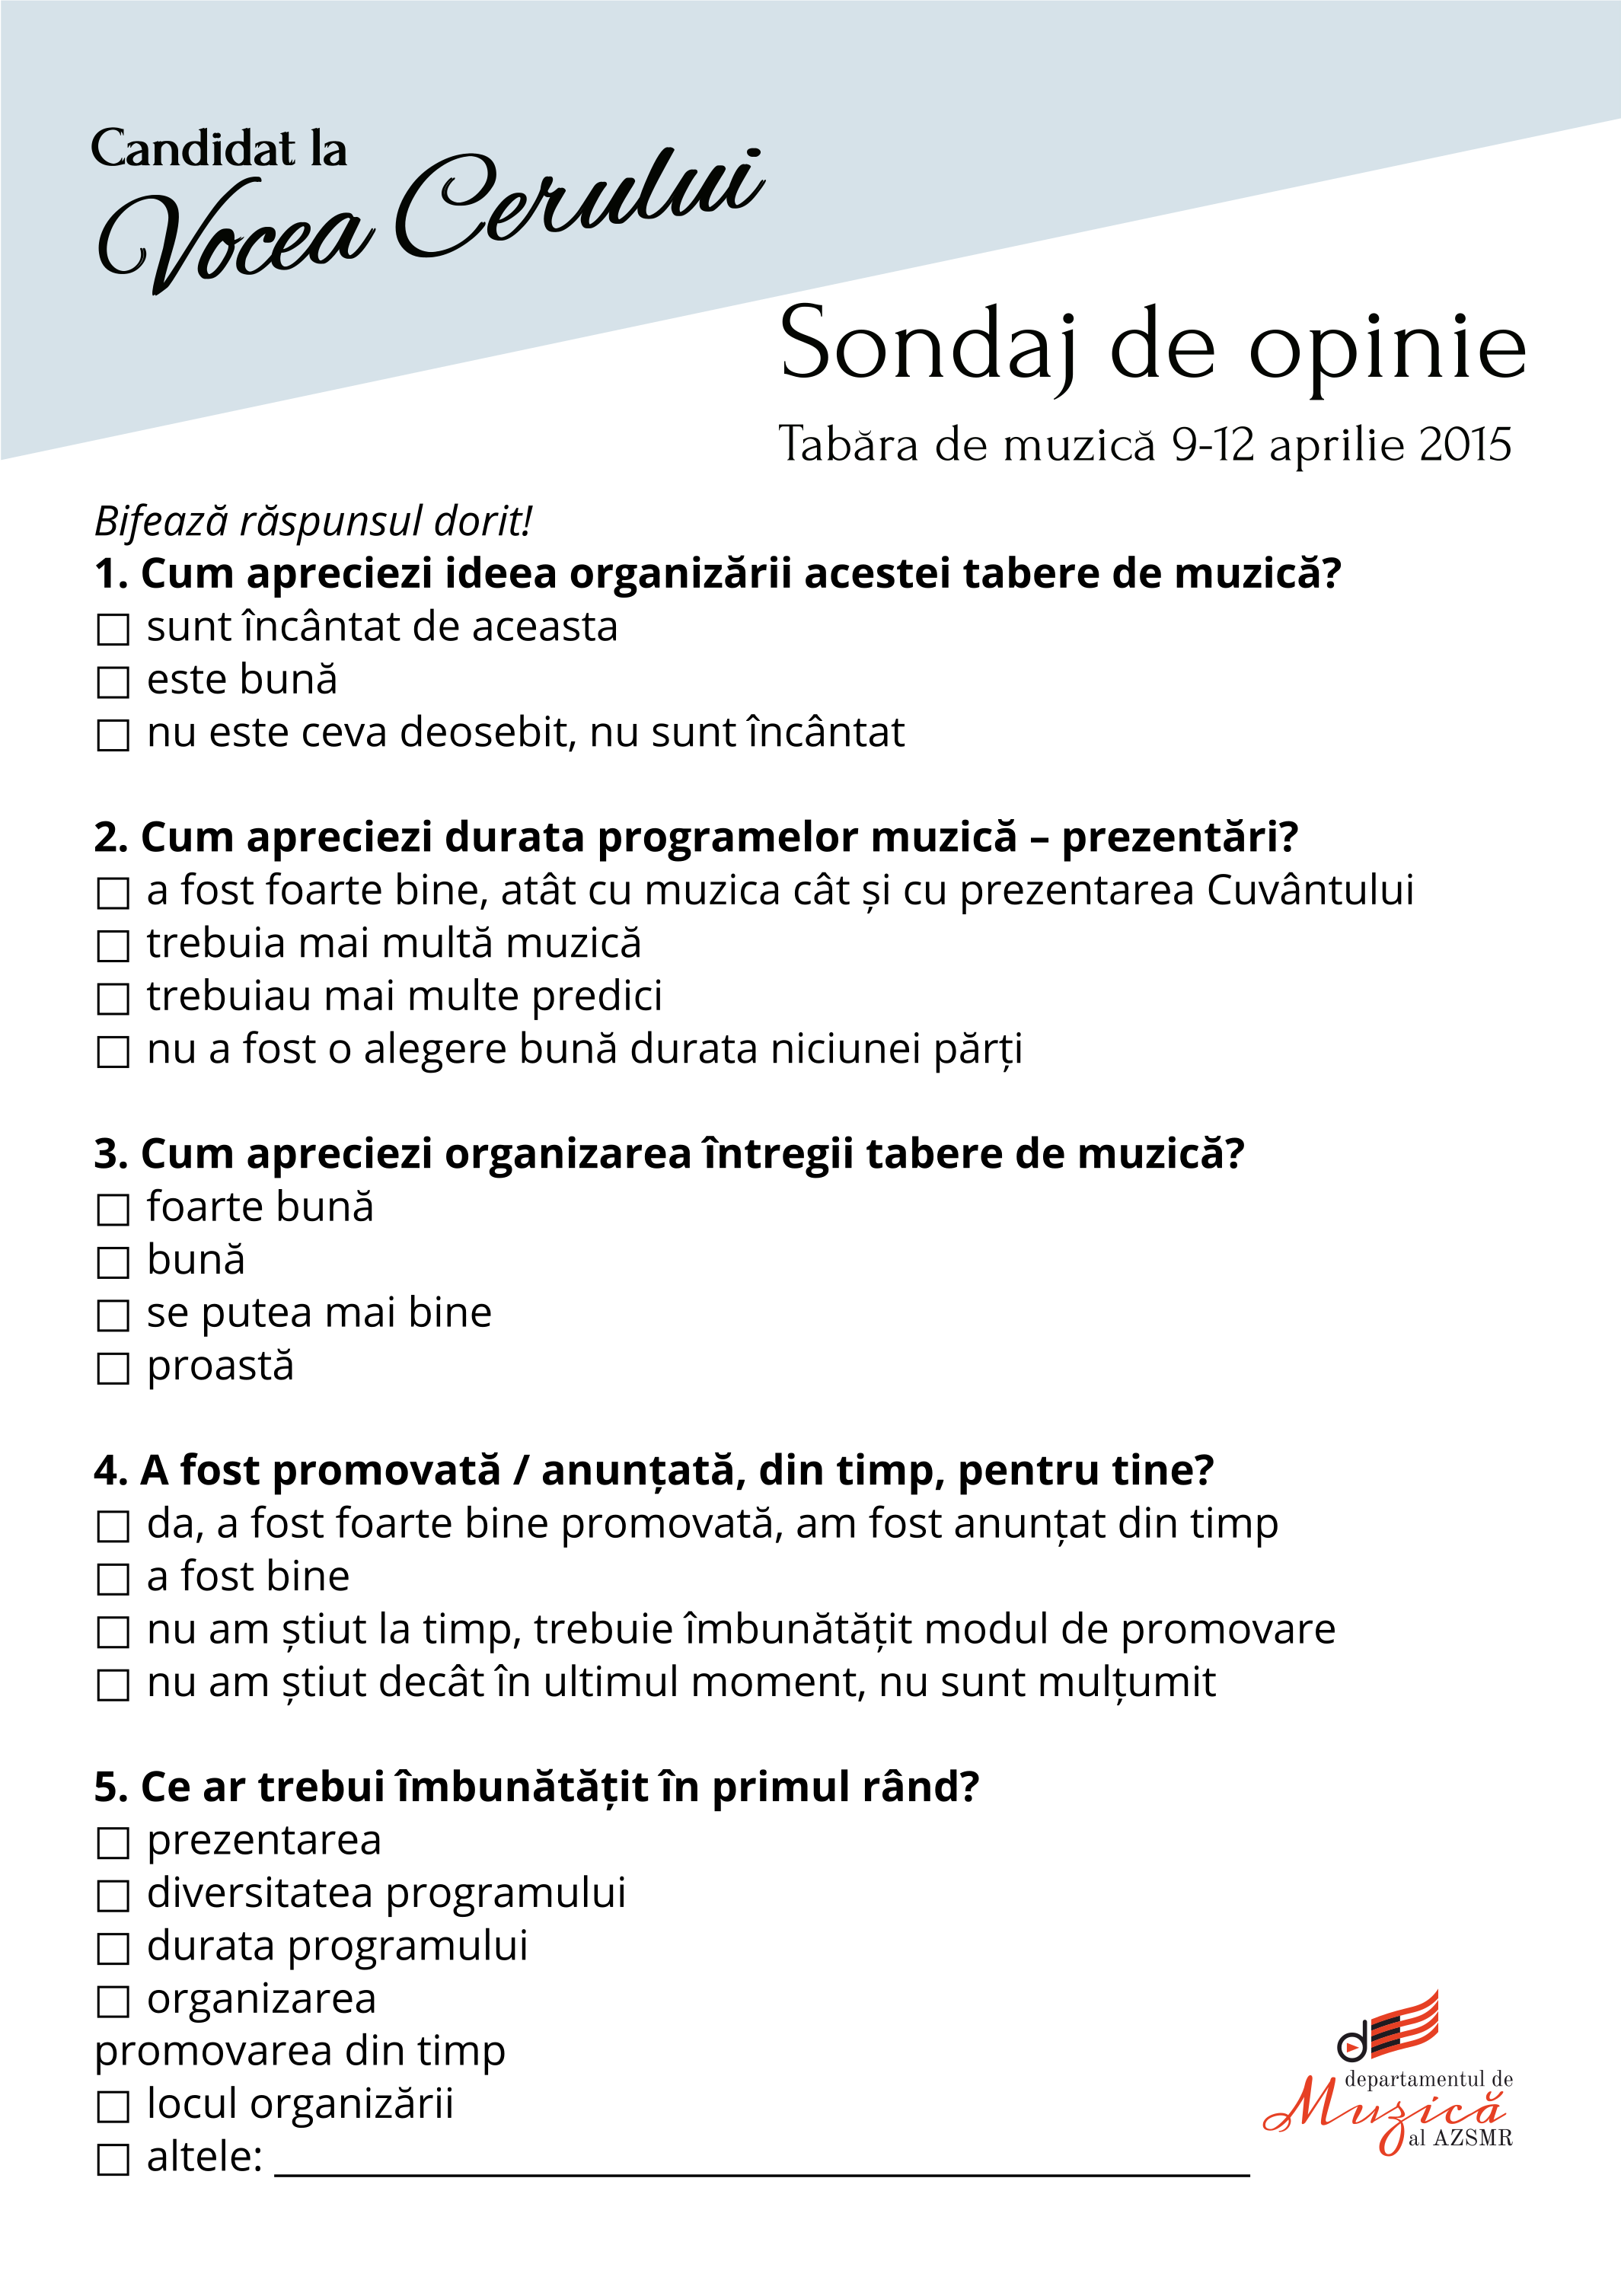 Candidat la
Vocea Cerului
Sondaj de opinie
Tabăra de muzică 9-12 aprilie 2015
Bifează răspunsul dorit!
1. Cum apreciezi ideea organizării acestei tabere de muzică?
□ sunt încântat de aceasta
□ este bună
□ nu este ceva deosebit, nu sunt încântat
2. Cum apreciezi durata programelor muzică – prezentări?
□ a fost foarte bine, atât cu muzica cât și cu prezentarea Cuvântului
□ trebuia mai multă muzică
□ trebuiau mai multe predici
□ nu a fost o alegere bună durata niciunei părți
3. Cum apreciezi organizarea întregii tabere de muzică?
□ foarte bună
□ bună
□ se putea mai bine
□ proastă
4. A fost promovată / anunțată, din timp, pentru tine?
□ da, a fost foarte bine promovată, am fost anunțat din timp
□ a fost bine
□ nu am știut la timp, trebuie îmbunătățit modul de promovare
□ nu am știut decât în ultimul moment, nu sunt mulțumit
5. Ce ar trebui îmbunătățit în primul rând?
□ prezentarea
□ diversitatea programului
□ durata programului
□ organizarea
promovarea din timp
□ locul organizării
□ altele: ____________________
departamentul de
Muzică
al AZSMR